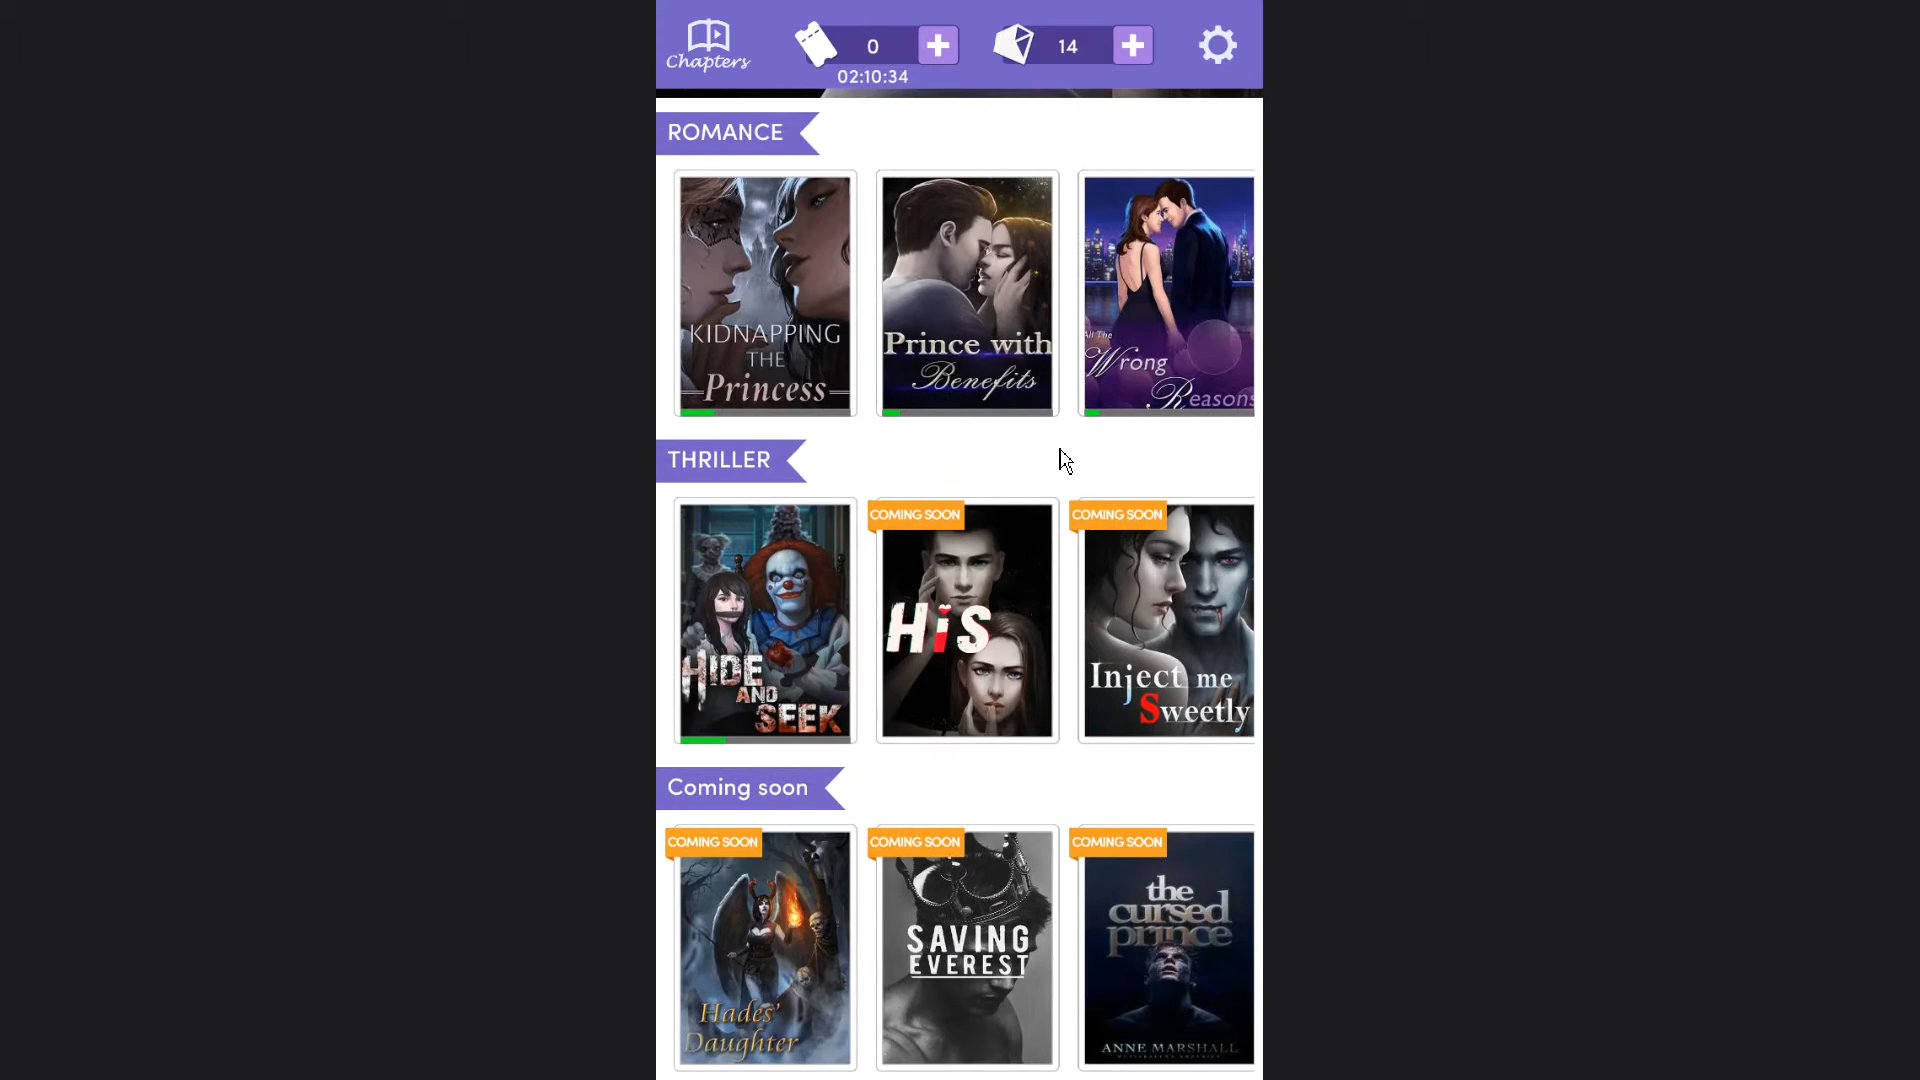 Chapters
0
14
02:10:34
ROMANCE
KIDNAPPING
THE
Princess
Prince with
Benefits
All The
Wrong
Reasons
THRILLER
HIDE
AND
SEEK
COMING SOON
HiS
COMING SOON
Inject me
Sweetly
Coming soon
COMING SOON
Hades'
Daughter
COMING SOON
SAVING
EVEREST
COMING SOON
the
cursed
prince
ANNE MARSHALL